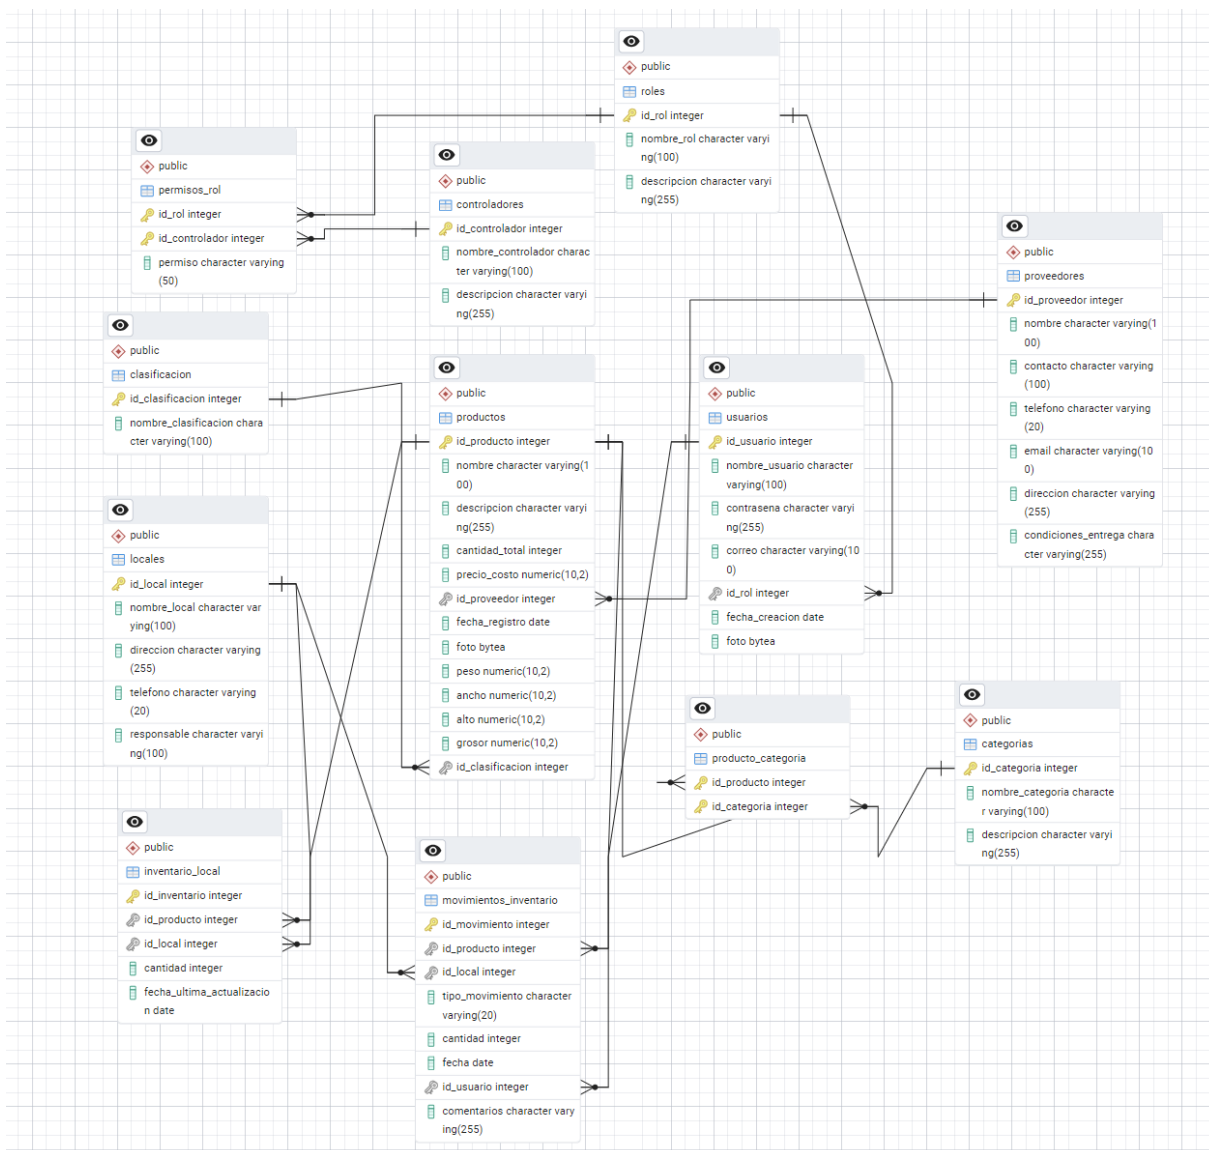 public
roles
id_rol integer
nombre_rol character varyi
ng(100)
descripcion character varyi
ng(255)
public
permisos_rol
id_rol integer
id_controlador integer
permiso character varying
(50)
public
controladores
id_controlador integer
nombre_controlador charac
ter varying(100)
descripcion character varyi
ng(255)
public
proveedores
id_proveedor integer
nombre character varying(1
00)
contacto character varying
(100)
telefono character varying
(20)
email character varying(10
0)
direccion character varying
(255)
condiciones_entrega chara
cter varying(255)
public
clasificacion
id_clasificacion integer
nombre_clasificacion chara
cter varying(100)
public
productos
id_producto integer
nombre character varying(1
00)
descripcion character varyi
ng(255)
cantidad_total integer
precio_costo numeric(10,2)
id_proveedor integer
fecha_registro date
foto bytea
peso numeric(10,2)
ancho numeric(10,2)
alto numeric(10,2)
grosor numeric(10,2)
id_clasificacion integer
public
usuarios
id_usuario integer
nombre_usuario character
varying(100)
contrasena character varyi
ng(255)
correo character varying(10
0)
id_rol integer
fecha_creacion date
foto bytea
public
locales
id_local integer
nombre_local character var
ying(100)
direccion character varying
(255)
telefono character varying
(20)
responsable character varyi
ng(100)
public
producto_categoria
id_producto integer
id_categoria integer
public
categorias
id_categoria integer
nombre_categoria characte
r varying(100)
descripcion character varyi
ng(255)
public
inventario_local
id_inventario integer
id_producto integer
id_local integer
cantidad integer
fecha_ultima_actualizacio
n date
public
movimientos_inventario
id_movimiento integer
id_producto integer
id_local integer
tipo_movimiento character
varying(20)
cantidad integer
fecha date
id_usuario integer
comentarios character vary
ing(255)